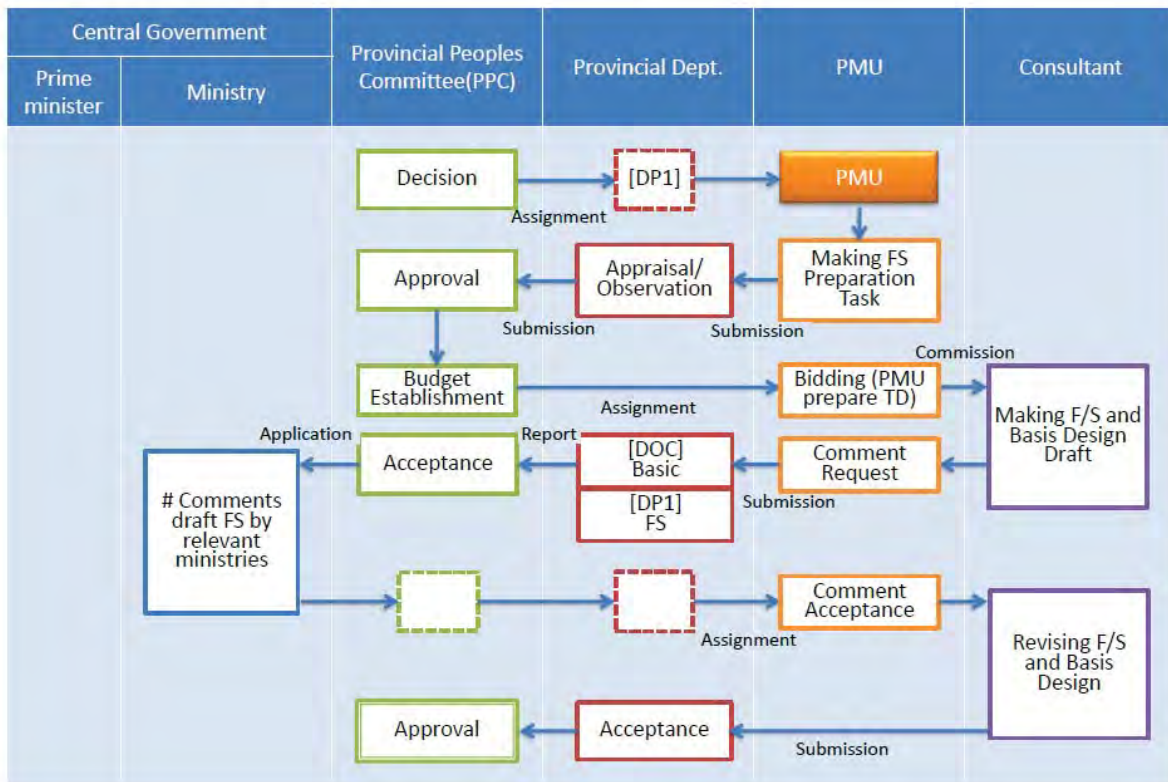 Central Government
Prime
minister
Ministry
Provincial Peoples
Committee(PPC)
Provincial Dept.
PMU
Consultant
Decision
Assignment
[DP1]
PMU
Approval
Submission
Appraisal/
Observation
Submission
Making FS
Preparation
Task
Budget
Establishment
Assignment
Bidding (PMU
prepare TD)
Commission
Making F/S and
Basis Design
Draft
Application
Acceptance
Report
[DOC]
Basic
[DP1]
FS
Submission
Comment
Request
# Comments
draft FS by
relevant
ministries
Assignment
Comment
Acceptance
Revising F/S
and Basis
Design
Approval
Acceptance
Submission